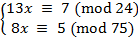 13x ≡ 7 (mod 24)
8x ≡ 5 (mod 75)